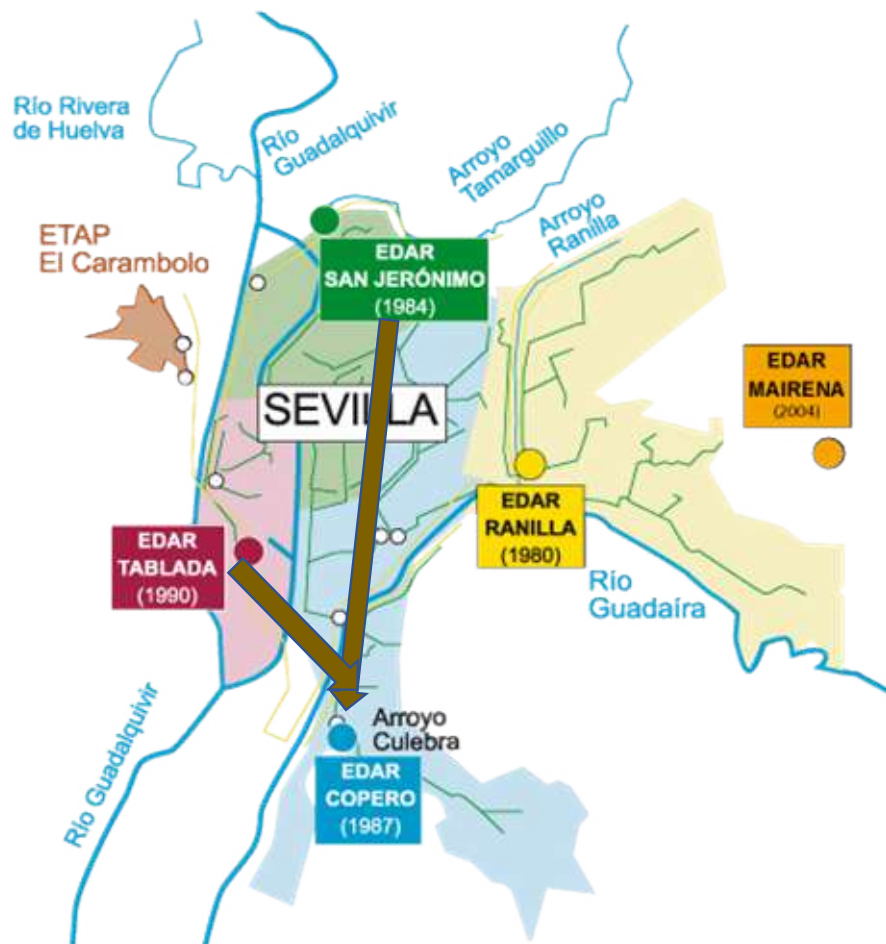 Río Rivera
de Huelva
Río
Guadalquivir
Arroyo
Tamarguillo
Arroyo
Ranilla
ETAP
El Carambolo
EDAR
SAN JERÓNIMO
(1984)
SEVILLA
EDAR
MAIRENA
(2004)
EDAR
RANILLA
(1980)
EDAR
TABLADA
(1990)
Río
Guadaíra
Río Guadalquivir
Arroyo
Culebra
EDAR
COPERO
(1987)